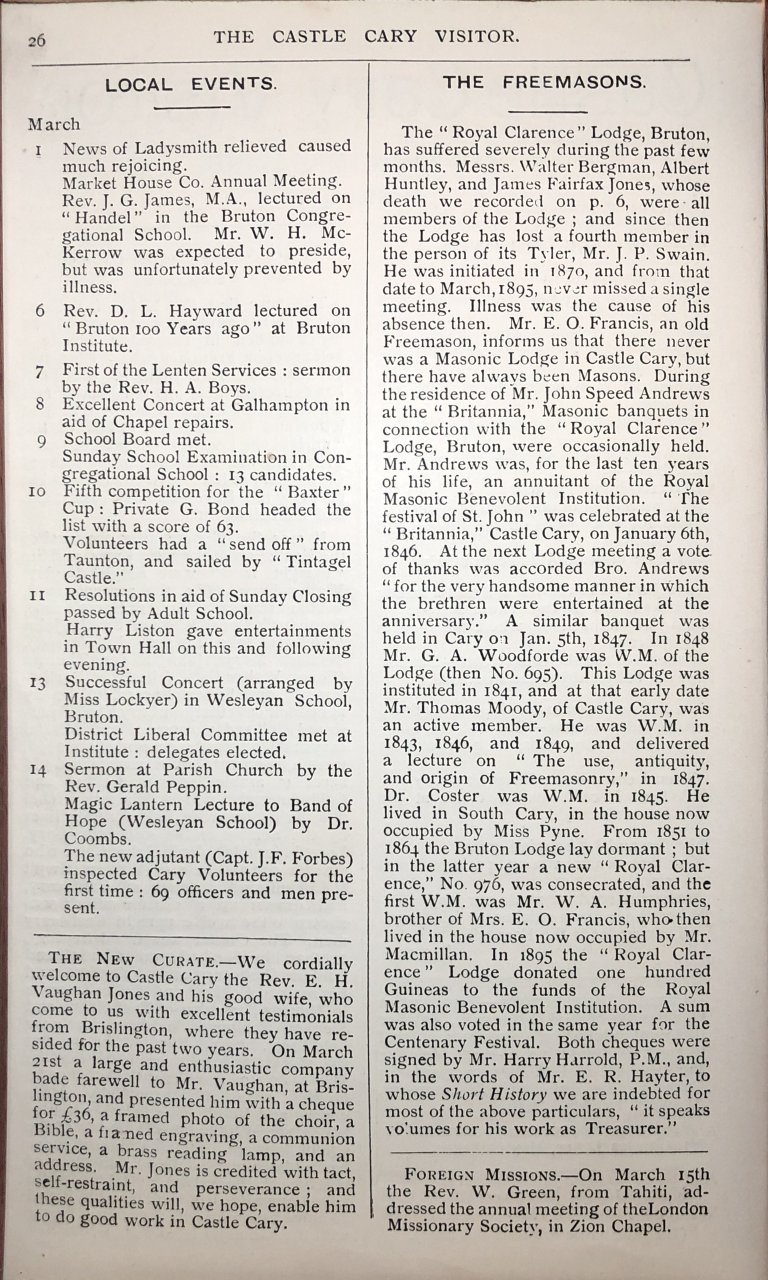 26
THE CASTLE CARY VISITOR.
LOCAL EVENTS.
March
1 News of Ladysmith relieved caused
much rejoicing.
Market House Co. Annual Meeting.
Rev. J. G. James, M.A., lectured on
“ Handel ” in the Bruton Congre-
gational School. Mr. W. H. Mc-
Kerrow was expected to preside,
but was unfortunately prevented by
illness.
6 Rev. D. L. Hayward lectured on
“ Bruton 100 Years ago ” at Bruton
Institute.
7 First of the Lenten Services : sermon
by the Rev. H. A. Boys.
8 Excellent Concert at Galhampton in
aid of Chapel repairs.
9 School Board met.
Sunday School Examination in Con-
gregational School : 13 candidates.
10 Fifth competition for the “ Baxter ”
Cup : Private G. Bond headed the
list with a score of 63.
Volunteers had a “ send off ” from
Taunton, and sailed by “ Tintagel
Castle.”
11 Resolutions in aid of Sunday Closing
passed by Adult School.
Harry Liston gave entertainments
in Town Hall on this and following
evening.
13 Successful Concert (arranged by
Miss Lockyer) in Wesleyan School,
Bruton.
District Liberal Committee met at
Institute : delegates elected.
14 Sermon at Parish Church by the
Rev. Gerald Peppin.
Magic Lantern Lecture to Band of
Hope (Wesleyan School) by Dr.
Coombs.
The new adjutant (Capt. J.F. Forbes)
inspected Cary Volunteers for the
first time : 69 officers and men pre-
sent.
THE NEW CURATE.—We cordially
welcome to Castle Cary the Rev. E. H.
Vaughan Jones and his good wife, who
come to us with excellent testimonials
from Brislington, where they have re-
sided for the past two years. On March
21st a large and enthusiastic company
bade farewell to Mr. Vaughan, at Bris-
lington, and presented him with a cheque
for £36, a framed photo of the choir, a
Bible, a framed engraving, a communion
service, a brass reading lamp, and an
address. Mr. Jones is credited with tact,
self-restraint, and perseverance ; and
these qualities will, we hope, enable him
to do good work in Castle Cary.
THE FREEMASONS.
The “ Royal Clarence ” Lodge, Bruton,
has suffered severely during the past few
months. Messrs. Walter Bergman, Albert
Huntley, and James Fairfax Jones, whose
death we recorded on p. 6, were all
members of the Lodge ; and since then
the Lodge has lost a fourth member in
the person of its Tyler, Mr. J. P. Swain.
He was initiated in 1870, and from that
date to March, 1895, never missed a single
meeting. Illness was the cause of his
absence then. Mr. E. O. Francis, an old
Freemason, informs us that there never
was a Masonic Lodge in Castle Cary, but
there have always been Masons. During
the residence of Mr. John Speed Andrews
at the “ Britannia,” Masonic banquets in
connection with the “ Royal Clarence ”
Lodge, Bruton, were occasionally held.
Mr. Andrews was, for the last ten years
of his life, an annuitant of the Royal
Masonic Benevolent Institution. “ The
festival of St. John ” was celebrated at the
“ Britannia,” Castle Cary, on January 6th,
1846. At the next Lodge meeting a vote
of thanks was accorded Bro. Andrews
“ for the very handsome manner in which
the brethren were entertained at the
anniversary.” A similar banquet was
held in Cary on Jan. 5th, 1847. In 1848
Mr. G. A. Woodforde was W.M. of the
Lodge (then No. 695). This Lodge was
instituted in 1841, and at that early date
Mr. Thomas Moody, of Castle Cary, was
an active member. He was W.M. in
1843, 1846, and 1849, and delivered
a lecture on “ The use, antiquity,
and origin of Freemasonry,” in 1847.
Dr. Coster was W.M. in 1845. He
lived in South Cary, in the house now
occupied by Miss Pyne. From 1851 to
1864 the Bruton Lodge lay dormant ; but
in the latter year a new “ Royal Clar-
ence,” No. 976, was consecrated, and the
first W.M. was Mr. W. A. Humphries,
brother of Mrs. E. O. Francis, who then
lived in the house now occupied by Mr.
Macmillan. In 1895 the “ Royal Clar-
ence ” Lodge donated one hundred
Guineas to the funds of the Royal
Masonic Benevolent Institution. A sum
was also voted in the same year for the
Centenary Festival. Both cheques were
signed by Mr. Harry Harrold, P.M., and,
in the words of Mr. E. R. Hayter, to
whose Short History we are indebted for
most of the above particulars, “ it speaks
volumes for his work as Treasurer.”
FOREIGN MISSIONS.—On March 15th
the Rev. W. Green, from Tahiti, ad-
dressed the annual meeting of the London
Missionary Society, in Zion Chapel.